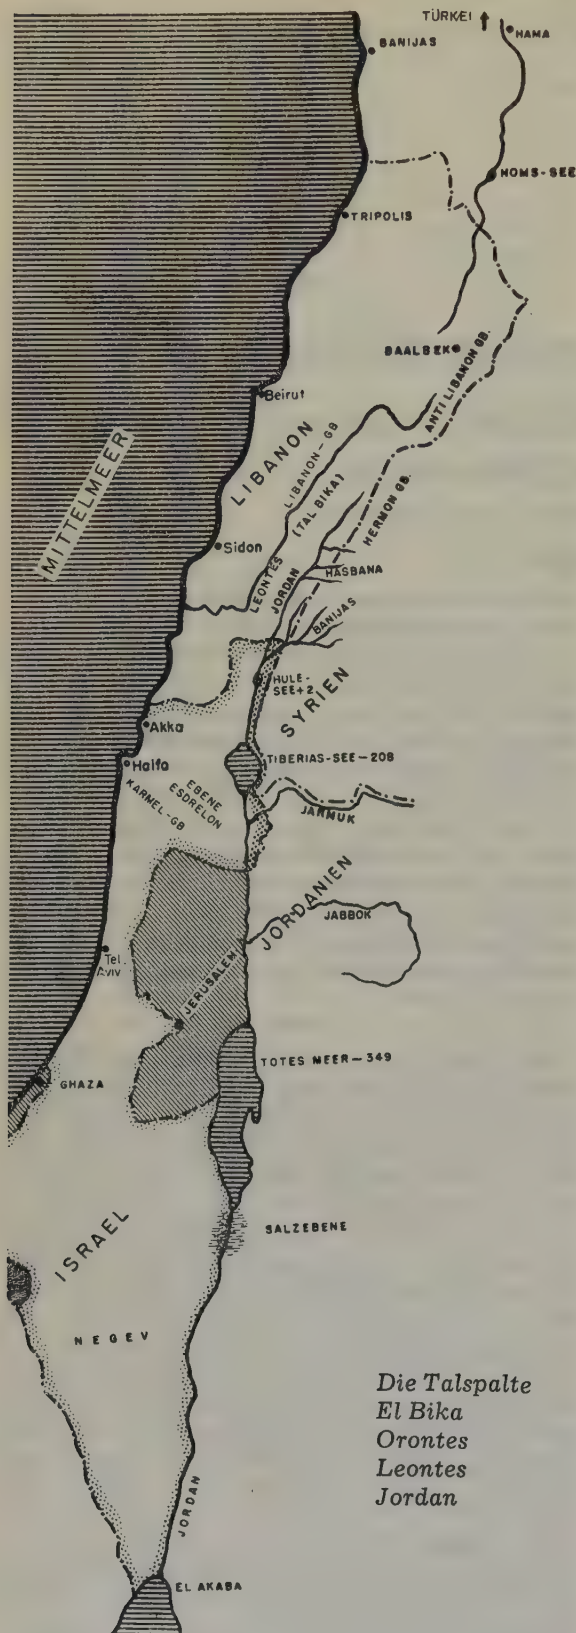 TÜRKEI
HAMA
BANIJAS
HOMS-SEE
TRIPOLIS
BAALBEK
ANTI LIBANON GB.
Beirut
LIBANON
LIBANON-GB
(TAL BIKA)
HERMON GB.
MITTELMEER
Sidon
LEONTES
JORDAN
HASBANA
BANIJAS
HULE-
SEE+2
SYRIEN
Akka
Haifa
TIBERIAS-SEE-208
EBENE
ESDRELON
KARMEL-GB
JARMUK
JORDANIEN
JABBOK
Tel.
Aviv
JERUSALEM
TOTES MEER-349
GHAZA
SALZEBENE
ISRAEL
NEGEV
Die Talspalte
El Bika
Orontes
Leontes
Jordan
JORDAN
EL AKABA